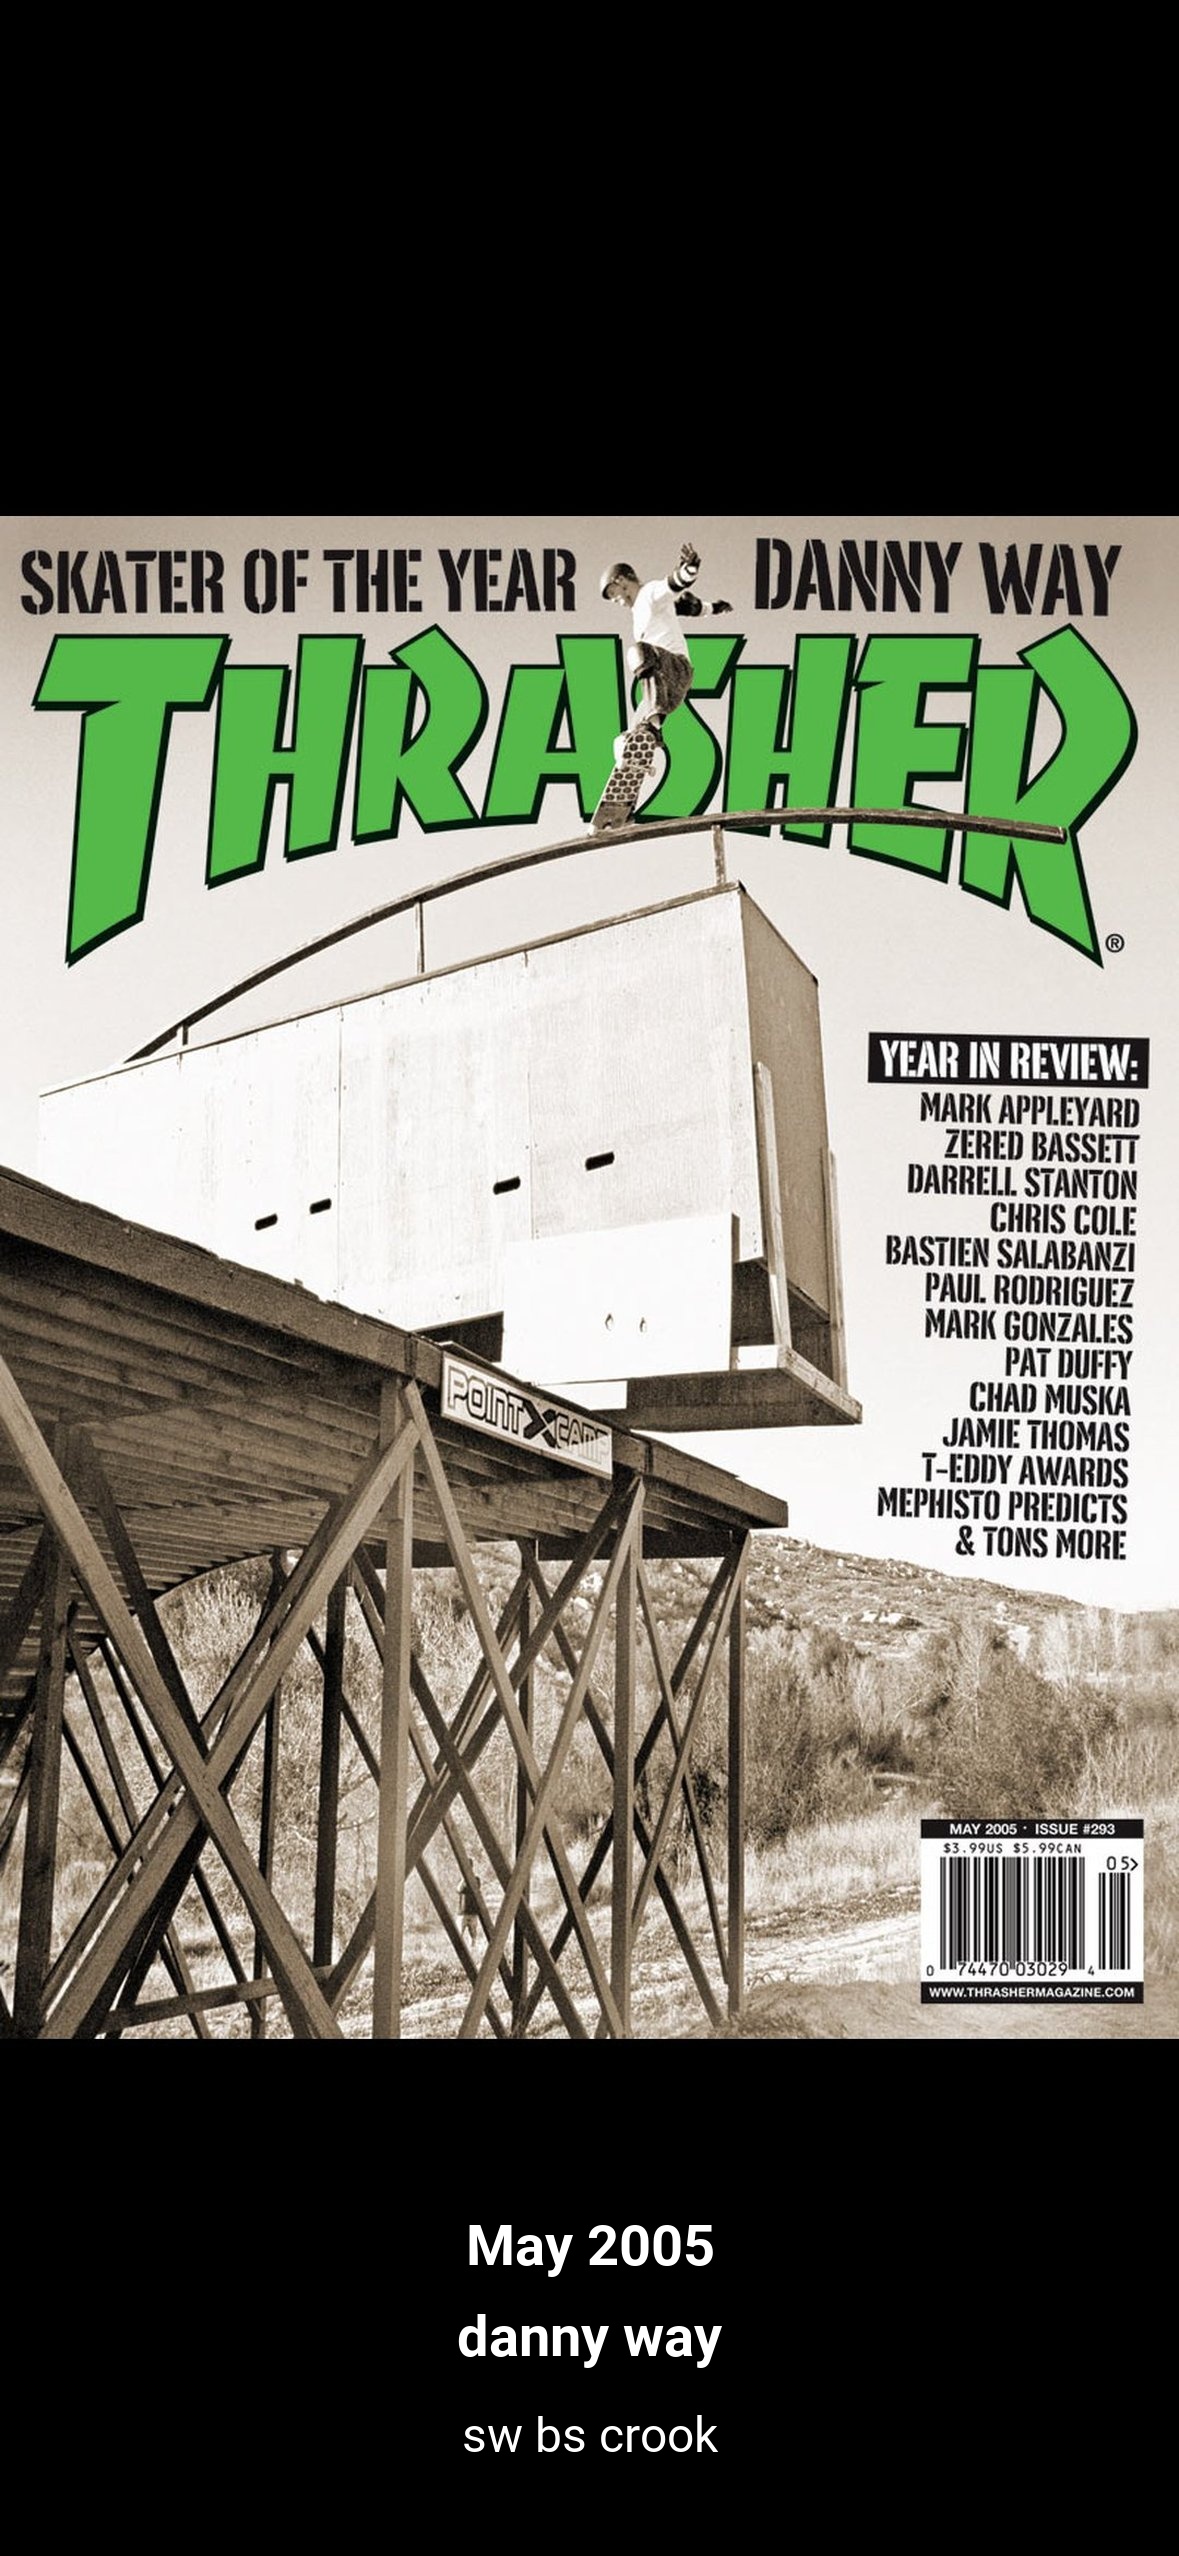 SKATER OF THE YEAR DANNY WAY
THRASHER
®
YEAR IN REVIEW:
MARK APPLEYARD
ZERED BASSETT
DARRELL STANTON
CHRIS COLE
BASTIEN SALABANZI
PAUL RODRIGUEZ
MARK GONZALES
PAT DUFFY
CHAD MUSKA
JAMIE THOMAS
T-EDDY AWARDS
MEPHISTO PREDICTS
& TONS MORE
POINT X CAMP
MAY 2005 · ISSUE #293
$3.99US $5.99CAN
05>
0 74470 03029 4
WWW.THRASHERMAGAZINE.COM
May 2005
danny way
sw bs crook